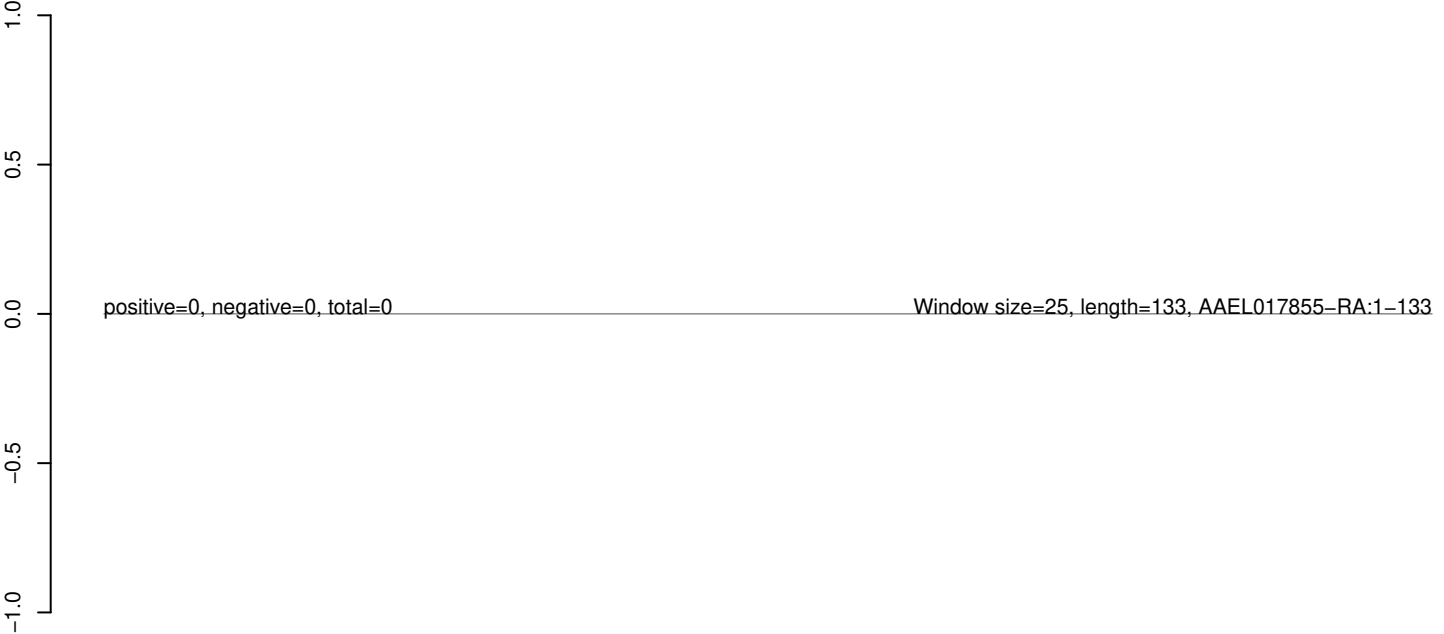 1.0
0.5
0.0
−0.5
−1.0
positive=0, negative=0, total=0
Window size=25, length=133, AAEL017855−RA:1−133